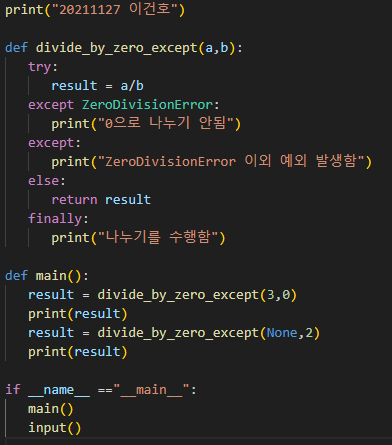 print("20211127 이건호")
def divide_by_zero_except(a,b):
try:
result = a/b
except ZeroDivisionError:
print("0으로 나누기 안됨")
except:
print("ZeroDivisionError 이외 예외 발생함")
else:
return result
finally:
print("나누기를 수행함")
def main():
result = divide_by_zero_except(3,0)
print(result)
result = divide_by_zero_except(None,2)
print(result)
if __name__ =="__main__":
main()
input()